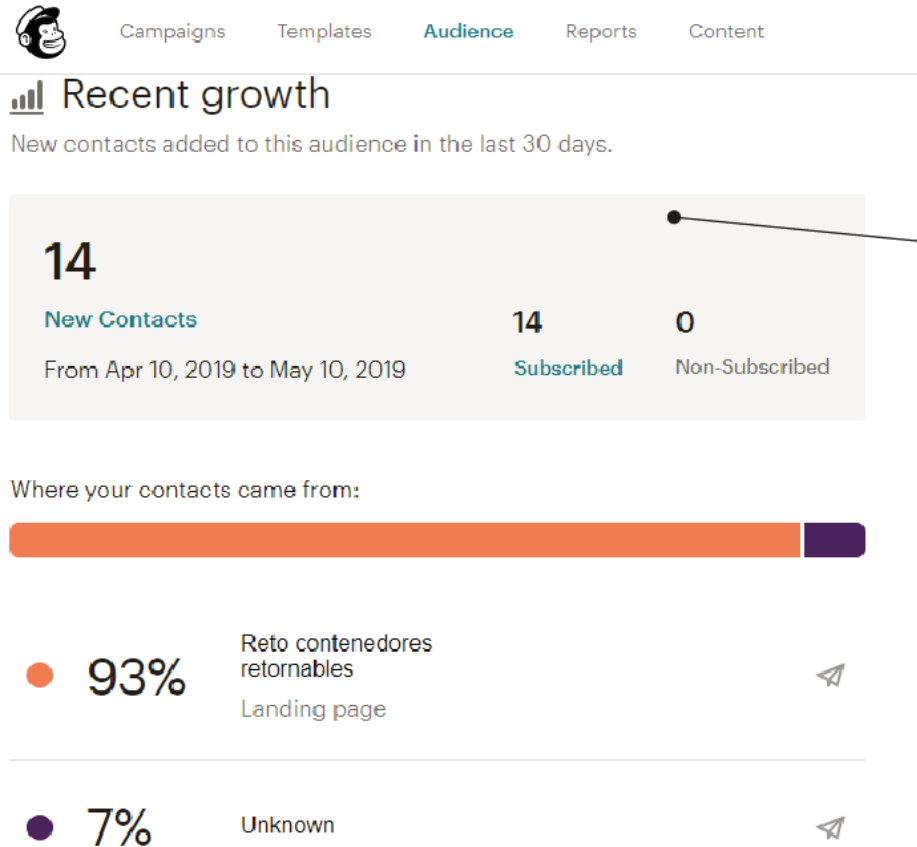 Campaigns Templates Audience Reports Content
Recent growth
New contacts added to this audience in the last 30 days.
14
New Contacts
From Apr 10, 2019 to May 10, 2019
14
Subscribed
0
Non-Subscribed
Where your contacts came from:
93%
Reto contenedores
retornables
Landing page
7%
Unknown